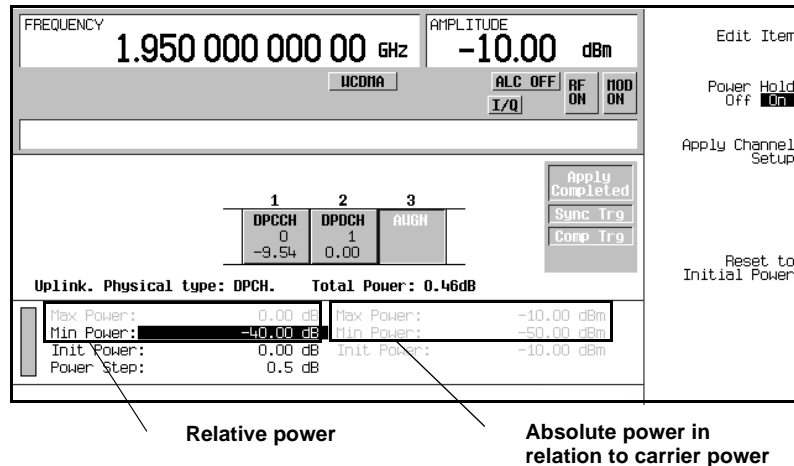 FREQUENCY
1.950 000 000 00 GHz
AMPLITUDE
-10.00 dBm
WCDMA
ALC OFF
I/Q
RF ON
MOD ON
Edit Item
Power Hold
Off On
Apply Channel
Setup
Reset to
Initial Power
Apply
Completed
Sync Trg
Comp Trg
1 2 3
DPCCH DPDCH AWGN
0 1
-9.54 0.00
Uplink. Physical type: DPCH. Total Power: 0.46dB
Max Power: 0.00 dB Max Power: -10.00 dBm
Min Power: -40.00 dB Min Power: -50.00 dBm
Init Power: 0.00 dB Init Power: -10.00 dBm
Power Step: 0.5 dB
Relative power
Absolute power in
relation to carrier power